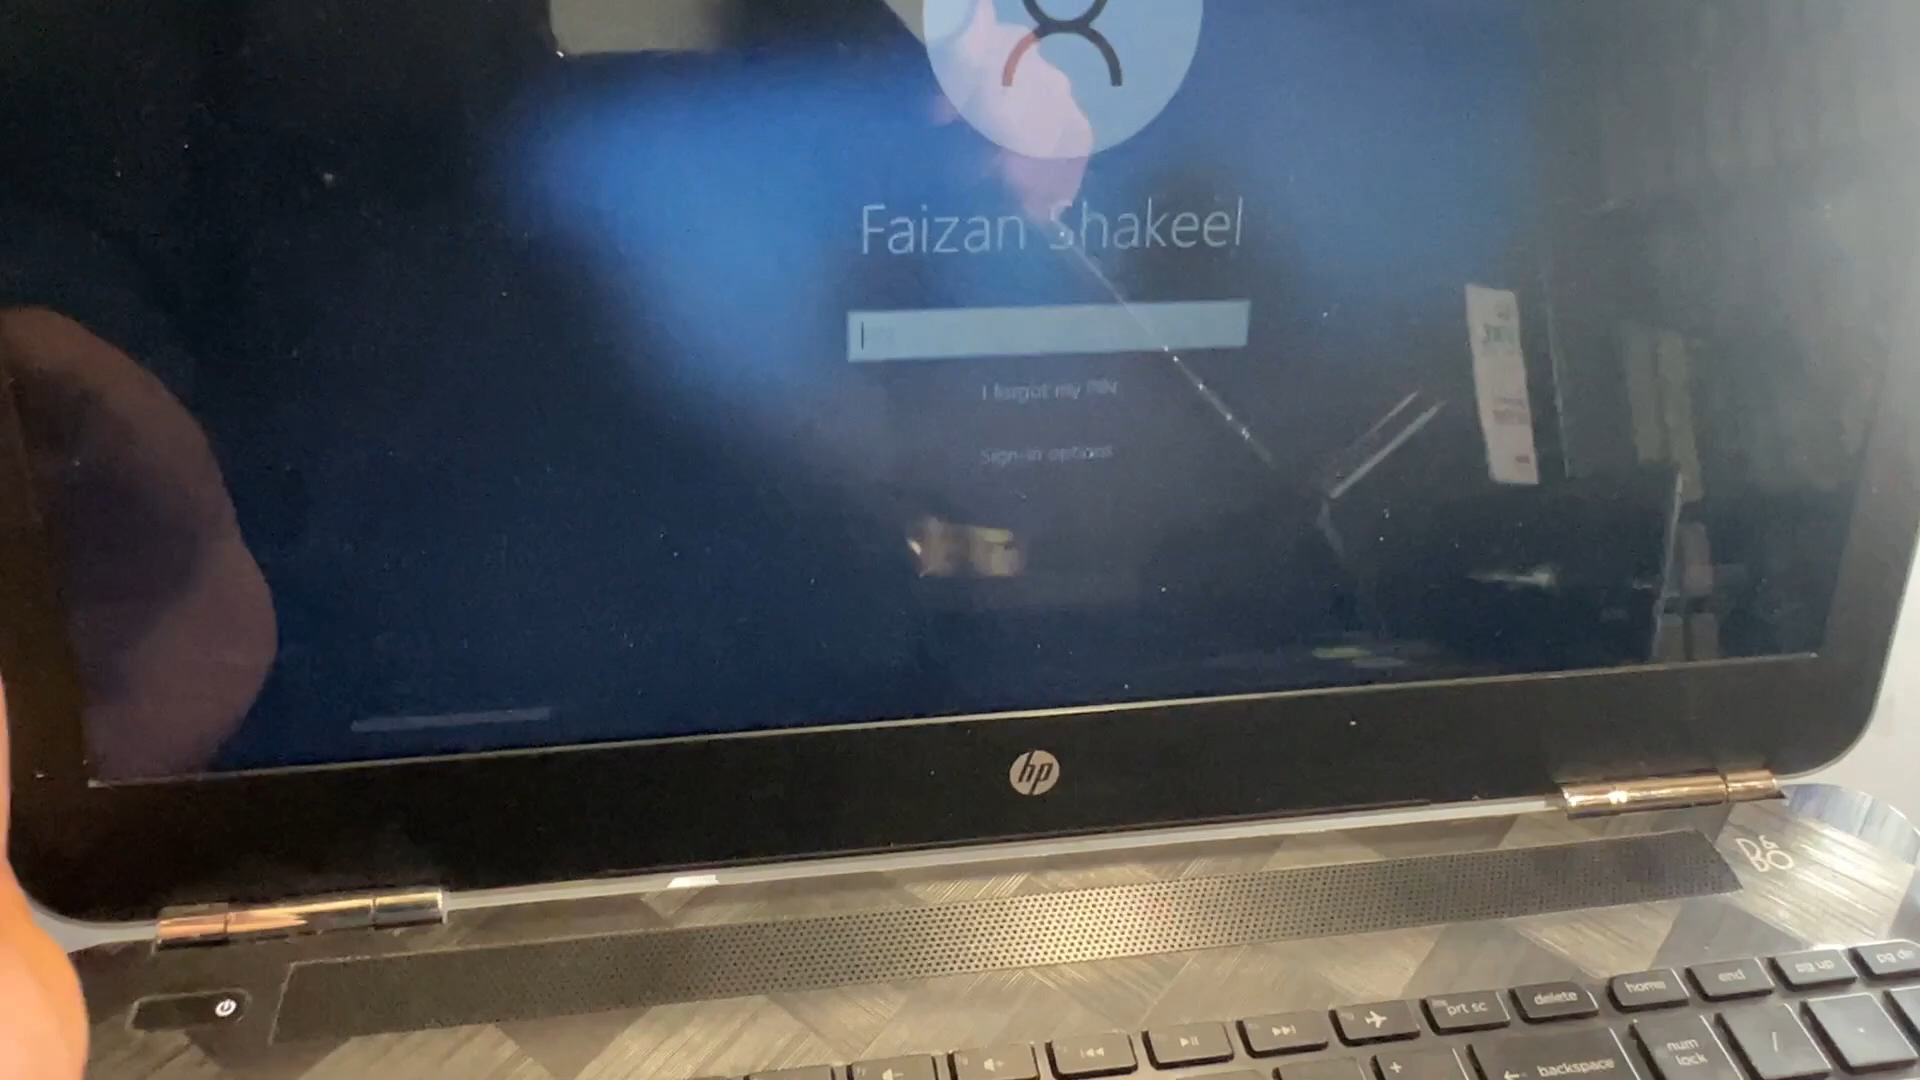 Faizan Shakeel
I forgot my PIN
Sign-in options
hp
B&O
prt sc
delete
home
end
pg up
pg dn
backspace
num
lock
/
+